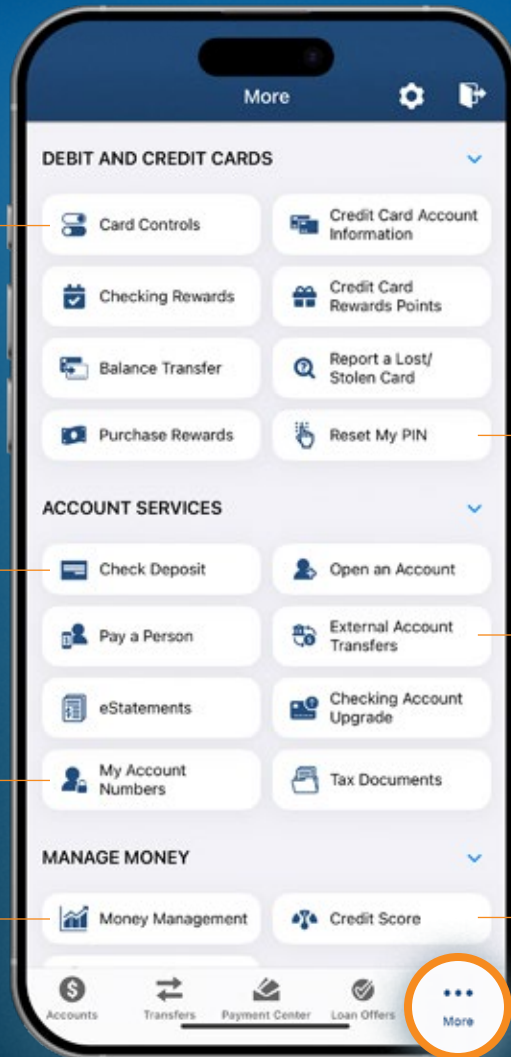 More
DEBIT AND CREDIT CARDS
Card Controls
Credit Card Account
Information
Checking Rewards
Credit Card
Rewards Points
Balance Transfer
Report a Lost/
Stolen Card
Purchase Rewards
Reset My PIN
ACCOUNT SERVICES
Check Deposit
Open an Account
Pay a Person
External Account
Transfers
eStatements
Checking Account
Upgrade
My Account
Numbers
Tax Documents
MANAGE MONEY
Money Management
Credit Score
Accounts
Transfers
Payment Center
Loan Offers
More